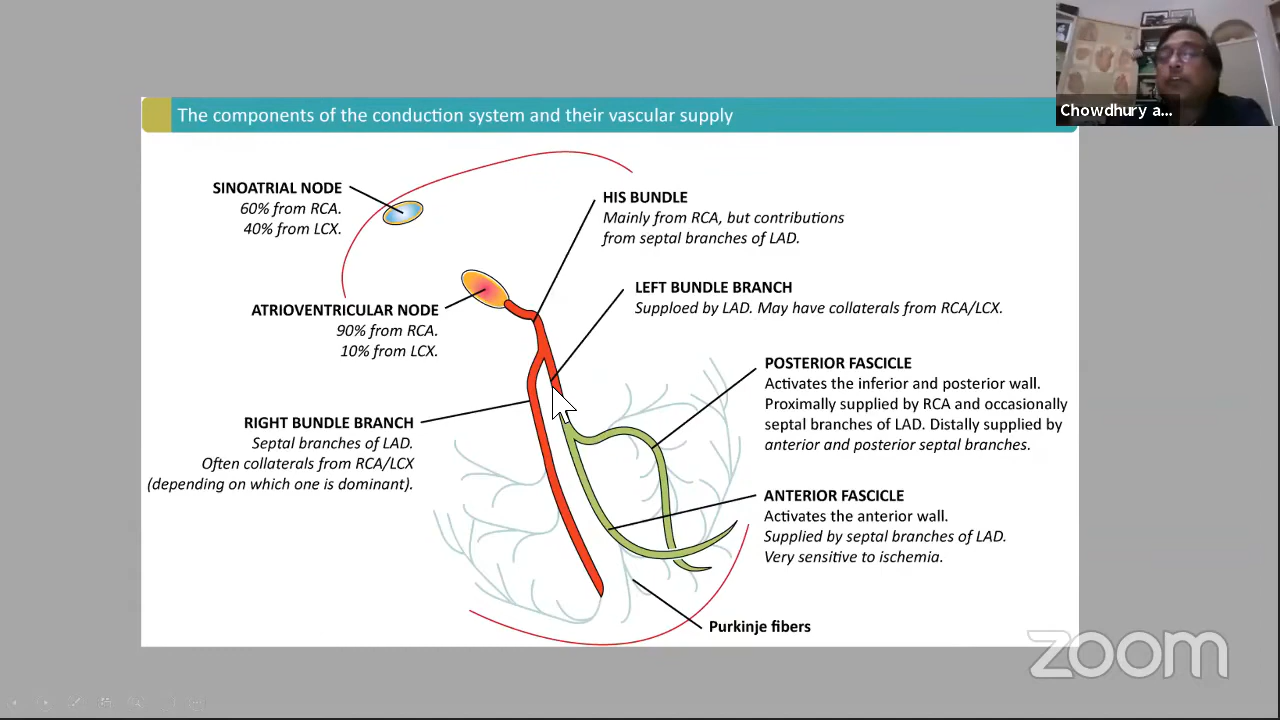 The components of the conduction system and their vascular supply
Chowdhury a...
SINOATRIAL NODE
60% from RCA.
40% from LCX.
HIS BUNDLE
Mainly from RCA, but contributions
from septal branches of LAD.
LEFT BUNDLE BRANCH
Supploed by LAD. May have collaterals from RCA/LCX.
ATRIOVENTRICULAR NODE
90% from RCA.
10% from LCX.
POSTERIOR FASCICLE
Activates the inferior and posterior wall.
Proximally supplied by RCA and occasionally
septal branches of LAD. Distally supplied by
anterior and posterior septal branches.
RIGHT BUNDLE BRANCH
Septal branches of LAD.
Often collaterals from RCA/LCX
(depending on which one is dominant).
ANTERIOR FASCICLE
Activates the anterior wall.
Supplied by septal branches of LAD.
Very sensitive to ischemia.
Purkinje fibers
zoom